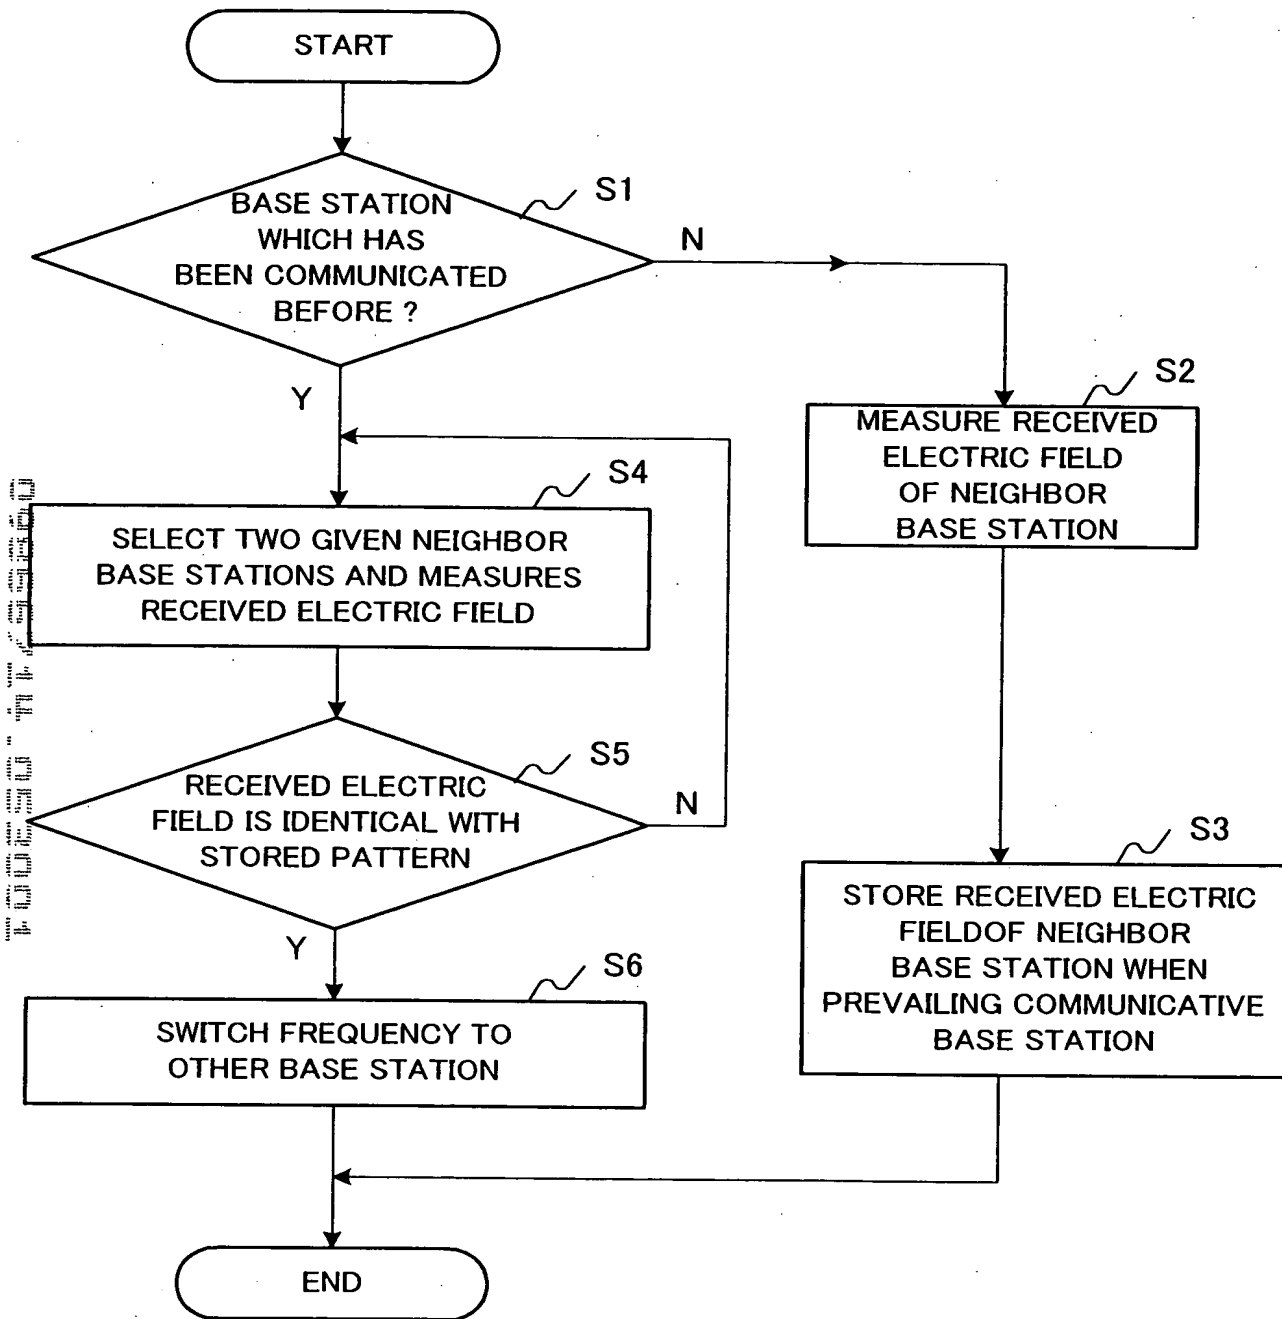 START
BASE STATION
WHICH HAS
BEEN COMMUNICATED
BEFORE ?
S1
N
Y
S2
MEASURE RECEIVED
ELECTRIC FIELD
OF NEIGHBOR
BASE STATION
S4
SELECT TWO GIVEN NEIGHBOR
BASE STATIONS AND MEASURES
RECEIVED ELECTRIC FIELD
S5
RECEIVED ELECTRIC
FIELD IS IDENTICAL WITH
STORED PATTERN
N
Y
S3
STORE RECEIVED ELECTRIC
FIELDOF NEIGHBOR
BASE STATION WHEN
PREVAILING COMMUNICATIVE
BASE STATION
S6
SWITCH FREQUENCY TO
OTHER BASE STATION
END